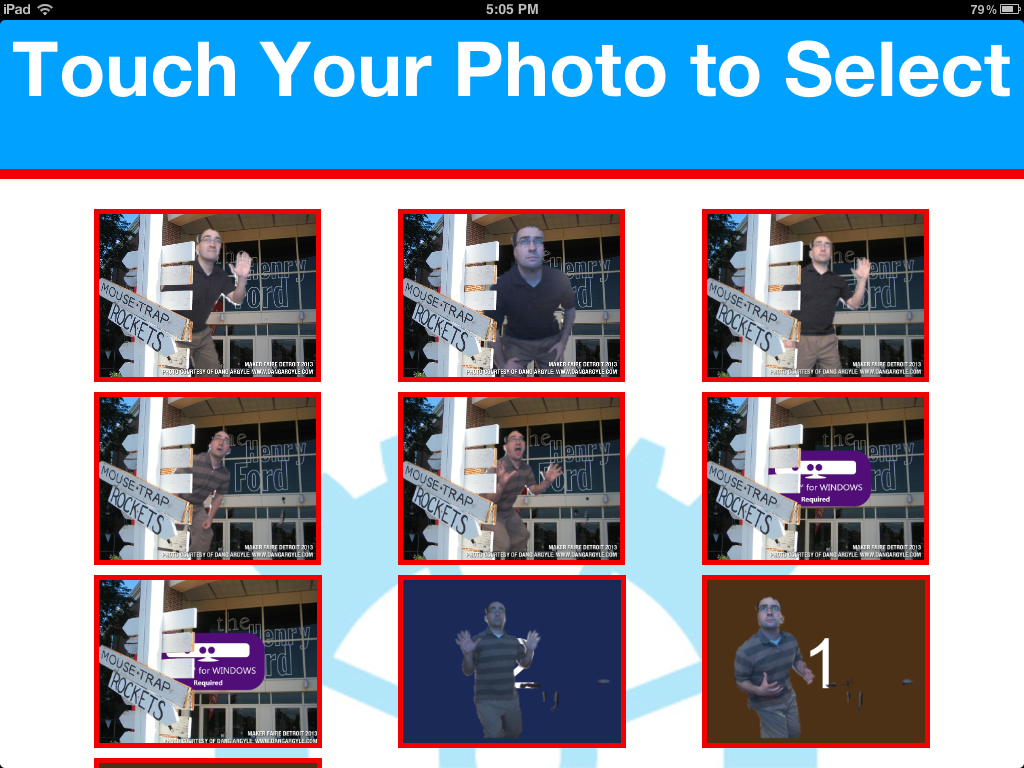 iPad
5:05 PM
79%
Touch Your Photo to Select
the
Henry
Ford
MOUSE-TRAP
ROCKETS
MAKER FAIRE DETROIT 2013
PHOTO COURTESY OF DANG ARGYLE: WWW.DANGARGYLE.COM
he
Henry
Ford
MOUSE-TRAP
ROCKETS
MAKER FAIRE DETROIT 2013
PHOTO COURTESY OF DANG ARGYLE: WWW.DANGARGYLE.COM
the
Henry
Ford
MOUSE-TRAP
ROCKETS
MAKER FAIRE DETROIT 2013
PHOTO COURTESY OF DANG ARGYLE: WWW.DANGARGYLE.COM
the
Henry
Ford
MOUSE-TRAP
ROCKETS
MAKER FAIRE DETROIT 2013
PHOTO COURTESY OF DANG ARGYLE: WWW.DANGARGYLE.COM
he
Henry
Ford
MOUSE-TRAP
ROCKETS
MAKER FAIRE DETROIT 2013
PHOTO COURTESY OF DANG ARGYLE: WWW.DANGARGYLE.COM
the
Henry
MOUSE-TRAP
for WINDOWS
ROCKETS
Required
MAKER FAIRE DETROIT 2013
PHOTO COURTESY OF DANG ARGYLE: WWW.DANGARGYLE.COM
the
Henry
rd
MOUSE-TRAP
for WINDOWS
ROCKETS
Required
MAKER FAIRE DETROIT 2013
PHOTO COURTESY OF DANG ARGYLE: WWW.DANGARGYLE.COM
1